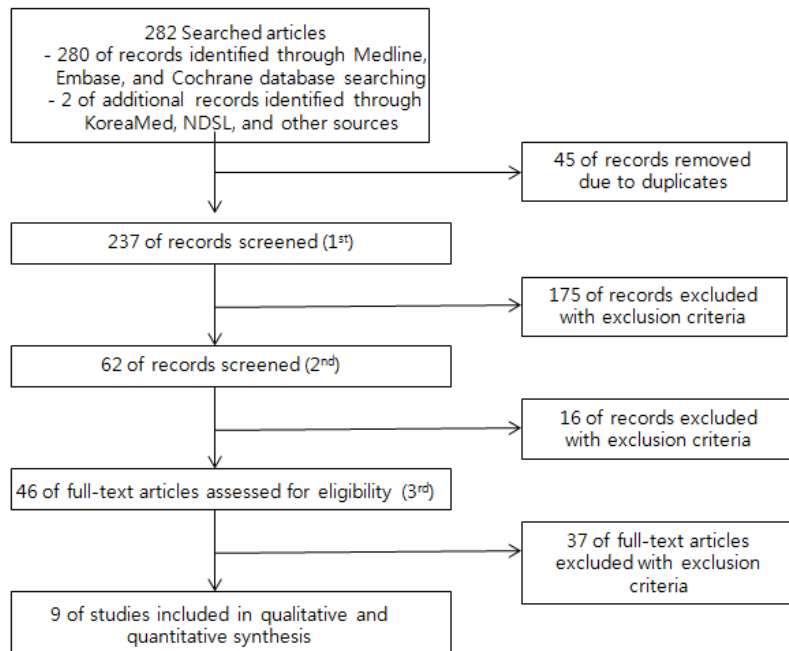 282 Searched articles
- 280 of records identified through Medline,
Embase, and Cochrane database searching
- 2 of additional records identified through
KoreaMed, NDSL, and other sources
45 of records removed
due to duplicates
237 of records screened (1st)
175 of records excluded
with exclusion criteria
62 of records screened (2nd)
16 of records excluded
with exclusion criteria
46 of full-text articles assessed for eligibility (3rd)
37 of full-text articles
excluded with exclusion
criteria
9 of studies included in qualitative and
quantitative synthesis